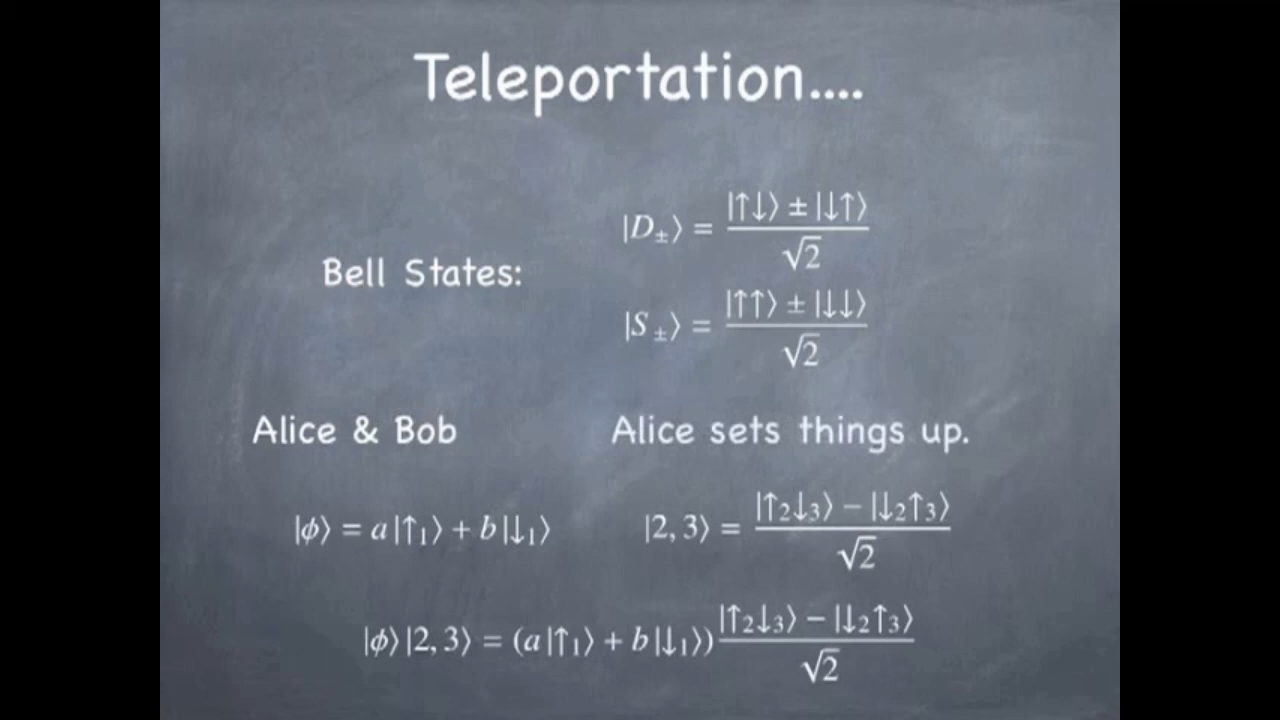 Teleportation....
|D±⟩ = (|↑↓⟩ ± |↓↑⟩)/√2
Bell States:
|S±⟩ = (|↑↑⟩ ± |↓↓⟩)/√2
Alice & Bob
Alice sets things up.
|ϕ⟩ = a|↑₁⟩ + b|↓₁⟩
|2, 3⟩ = (|↑₂↓₃⟩ − |↓₂↑₃⟩)/√2
|ϕ⟩|2, 3⟩ = (a|↑₁⟩ + b|↓₁⟩) (|↑₂↓₃⟩ − |↓₂↑₃⟩)/√2